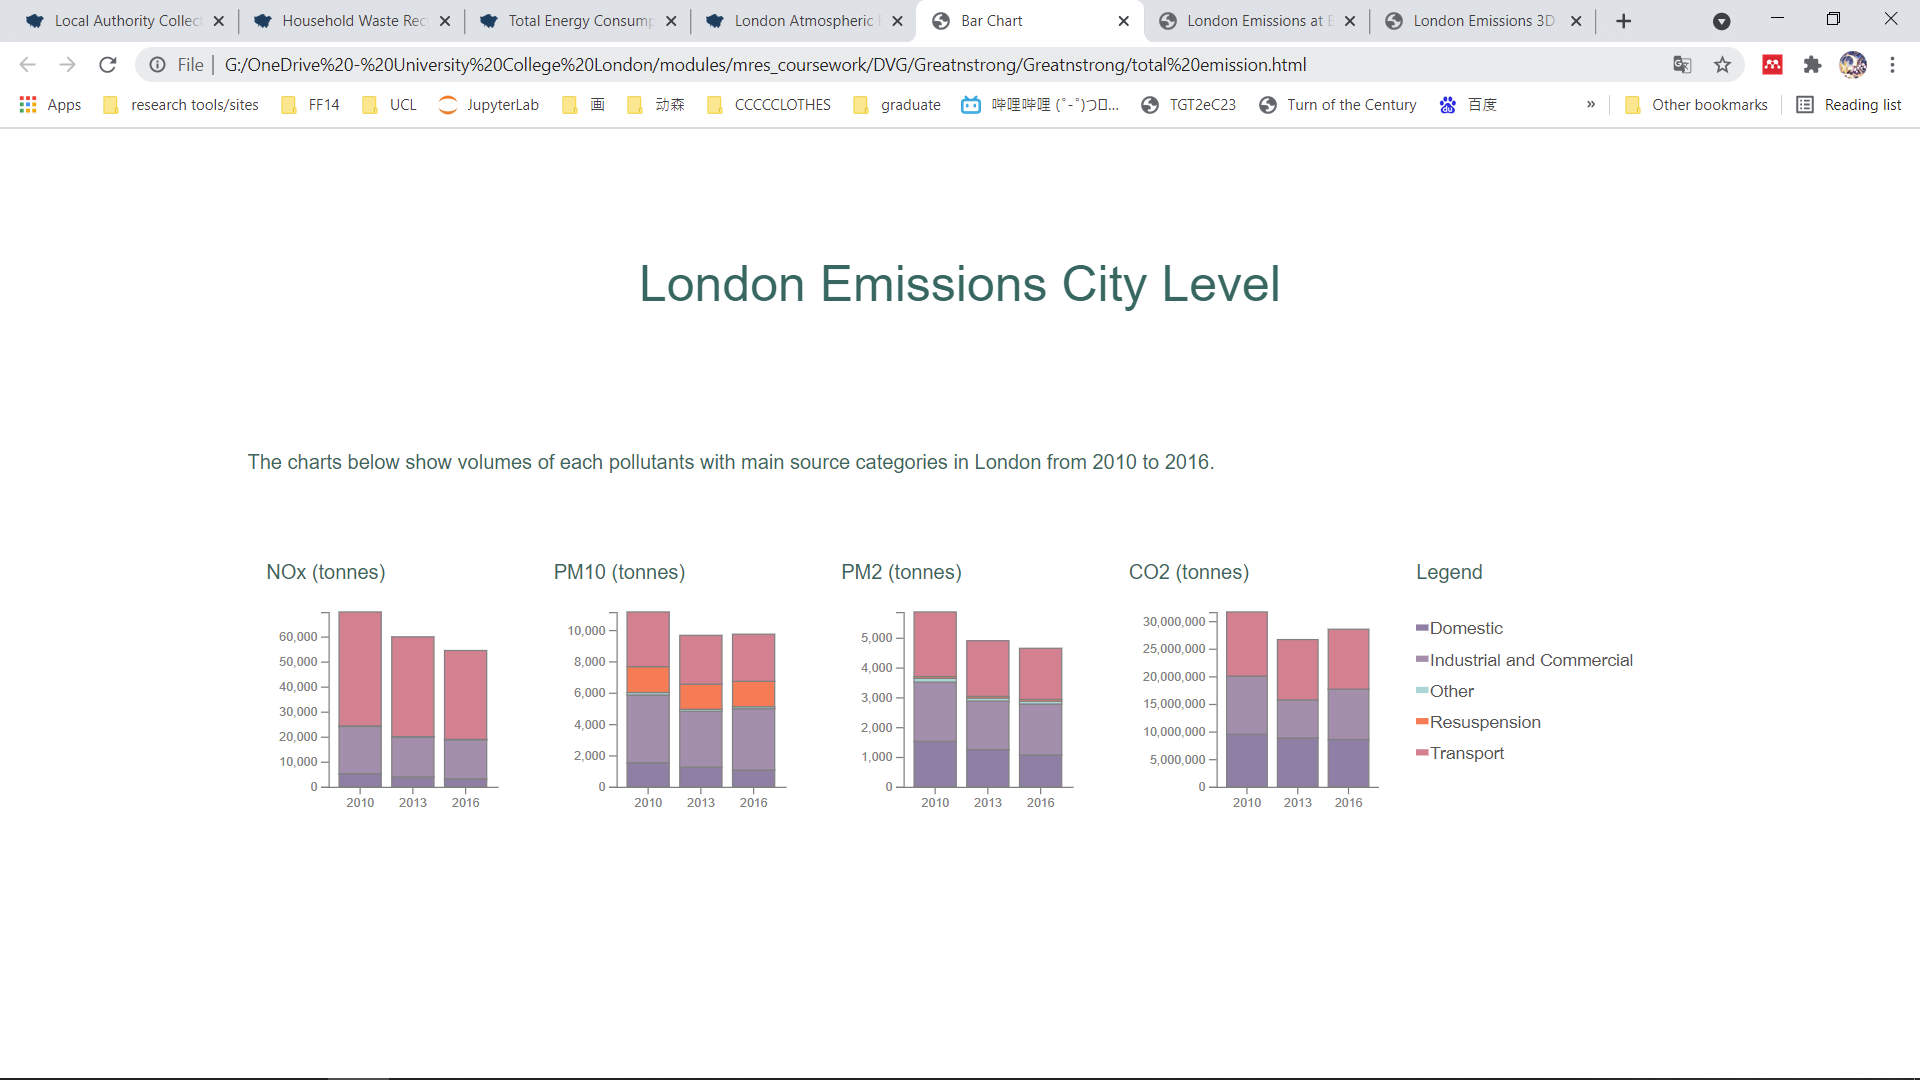 Local Authority Collect
Household Waste Rec
Total Energy Consump
London Atmospheric
Bar Chart
London Emissions at B
London Emissions 3D
File
G:/OneDrive%20-%20University%20College%20London/modules/mres_coursework/DVG/Greatnstrong/Greatnstrong/total%20emission.html
Apps
research tools/sites
FF14
UCL
JupyterLab
画
动森
CCCCCLOTHES
graduate
哔哩哔哩 (゜-゜)つ...
TGT2eC23
Turn of the Century
百度
»
Other bookmarks
Reading list
London Emissions City Level
The charts below show volumes of each pollutants with main source categories in London from 2010 to 2016.
NOx (tonnes)
60,000
50,000
40,000
30,000
20,000
10,000
0
2010 2013 2016
PM10 (tonnes)
10,000
8,000
6,000
4,000
2,000
0
2010 2013 2016
PM2 (tonnes)
5,000
4,000
3,000
2,000
1,000
0
2010 2013 2016
CO2 (tonnes)
30,000,000
25,000,000
20,000,000
15,000,000
10,000,000
5,000,000
0
2010 2013 2016
Legend
Domestic
Industrial and Commercial
Other
Resuspension
Transport